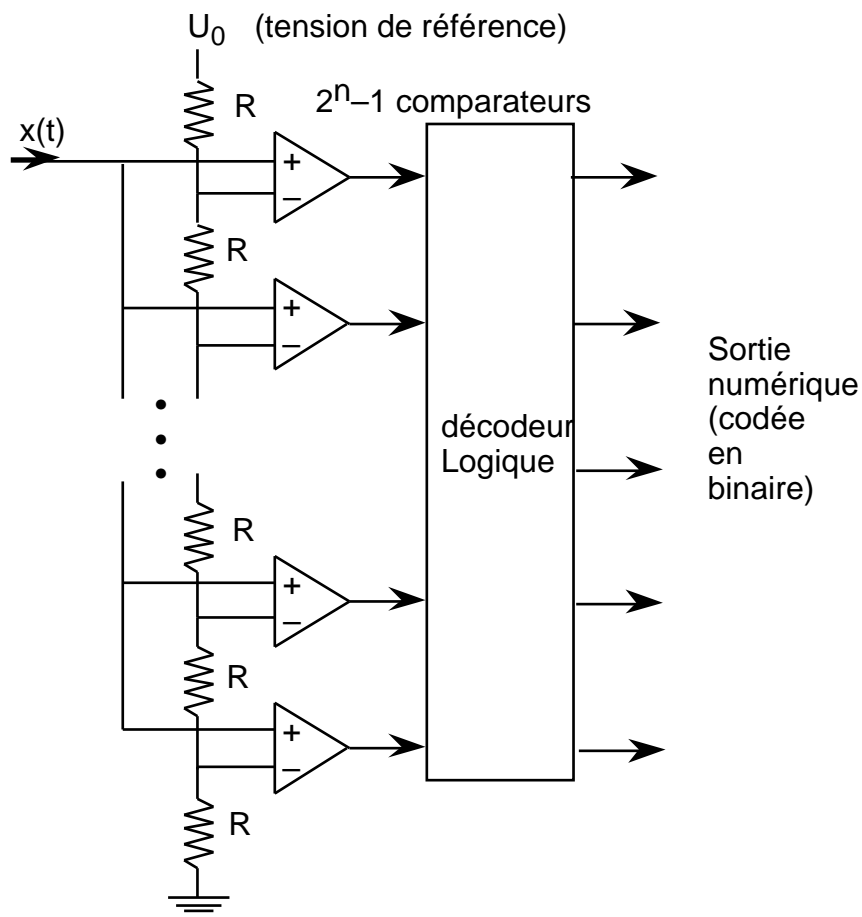 U₀ (tension de référence)
R
2ⁿ–1 comparateurs
x(t)
+
–
R
+
–
Sortie
numérique
(codée
en
binaire)
décodeur
Logique
R
+
–
R
+
–
R